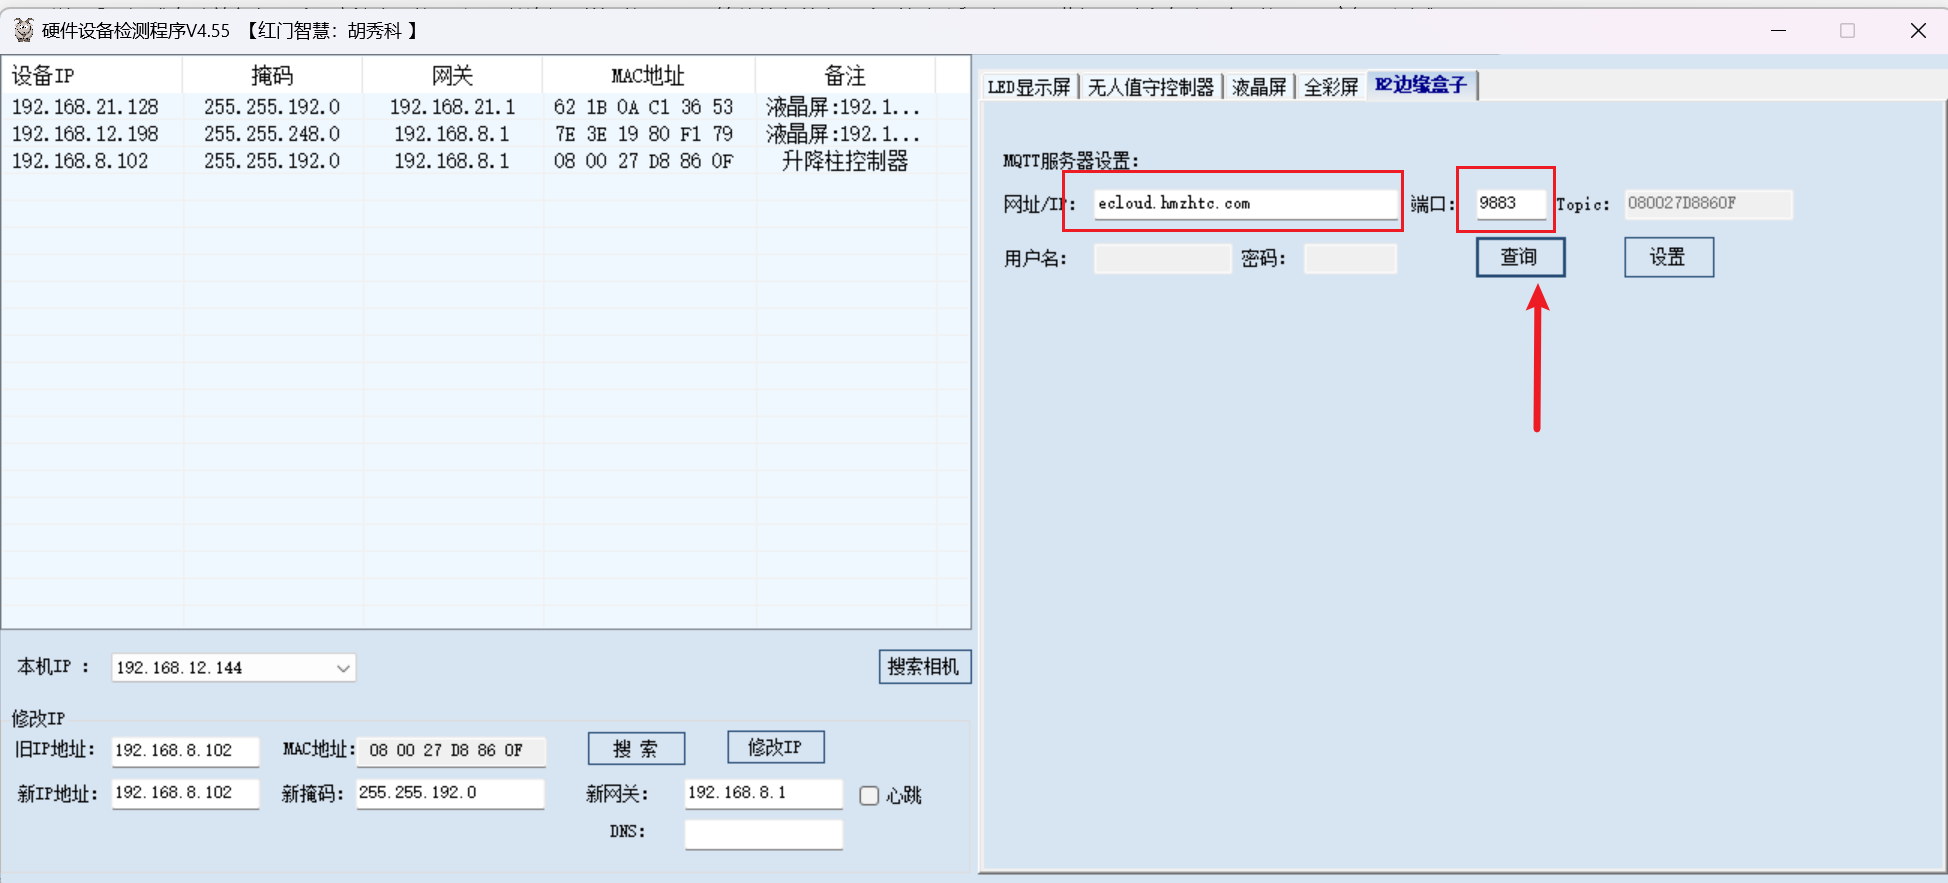 硬件设备检测程序V4.55 【红门智慧：胡秀科 】
设备IP 掩码 网关 MAC地址 备注
192.168.21.128 255.255.192.0 192.168.21.1 62 1B 0A C1 36 53 液晶屏:192.1...
192.168.12.198 255.255.248.0 192.168.8.1 7E 3E 19 80 F1 79 液晶屏:192.1...
192.168.8.102 255.255.192.0 192.168.8.1 08 00 27 D8 86 0F 升降柱控制器
本机IP : 192.168.12.144 搜索相机
修改IP
旧IP地址: 192.168.8.102 MAC地址: 08 00 27 D8 86 0F 搜 索 修改IP
新IP地址: 192.168.8.102 新掩码: 255.255.192.0 新网关: 192.168.8.1 心跳
DNS:
LED显示屏 无人值守控制器 液晶屏 全彩屏 B2边缘盒子
MQTT服务器设置:
网址/IP: ecloud.hmzhtc.com 端口: 9883 Topic: 080027D8860F
用户名: 密码: 查询 设置